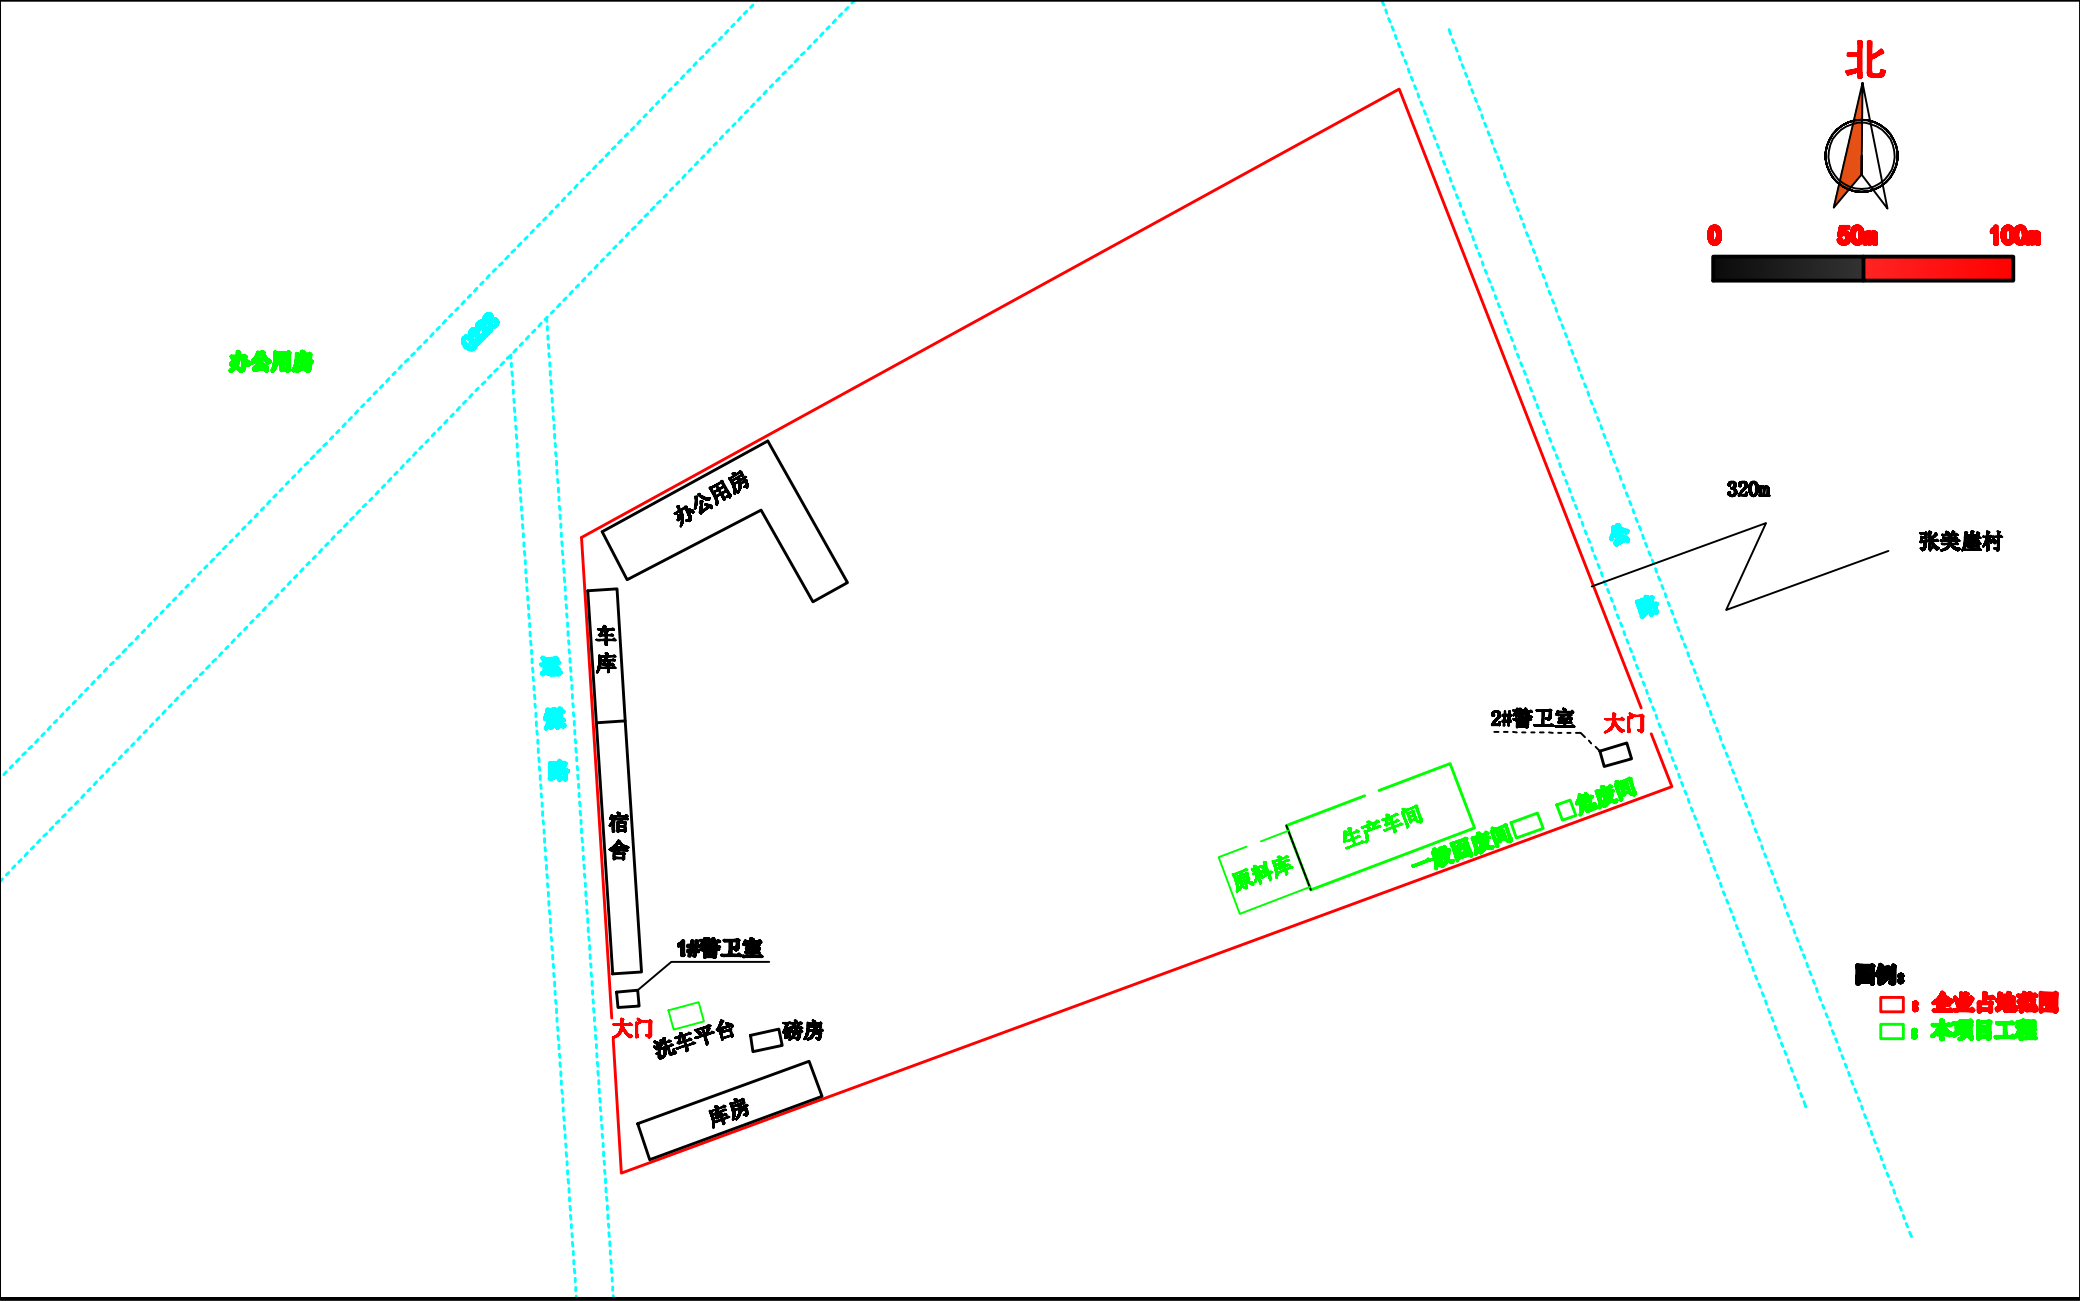 北
0 50m 100m
办公用房
办公用房
320m
张美崖村
车库
路
路
2#警卫室
大门
宿舍
生产车间
危废间
一般固废间
原料库
1#警卫室
大门
洗车平台
磅房
库房
图例:
: 企业占地范围
: 本项目工程